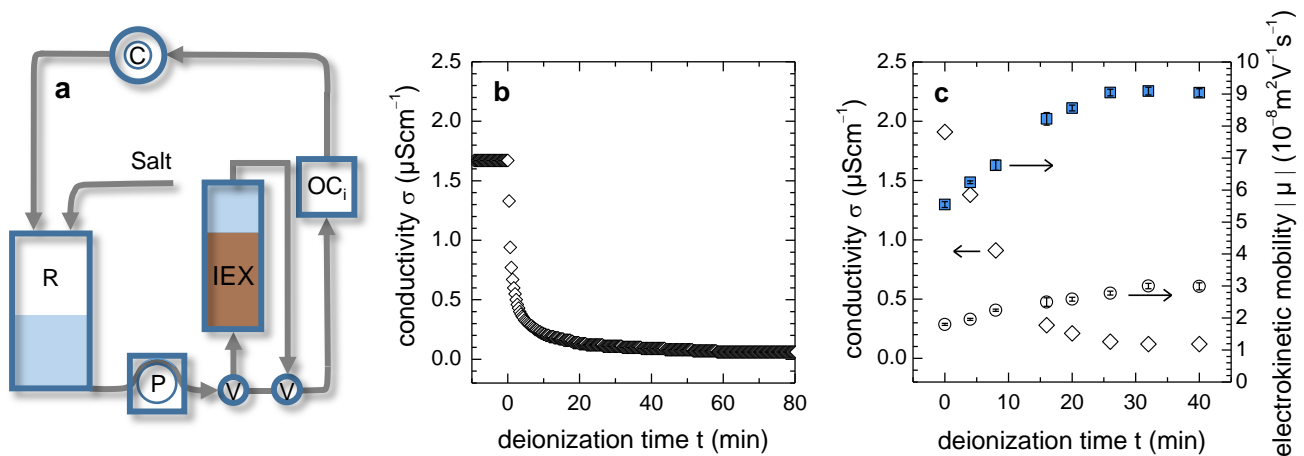 a
C
Salt
R
IEX
OCᵢ
P
V
V
b
2.5
2.0
1.5
1.0
0.5
0.0
conductivity σ (µScm⁻¹)
0 20 40 60 80
deionization time t (min)
c
2.5
2.0
1.5
1.0
0.5
0.0
conductivity σ (µScm⁻¹)
0 10 20 30 40
deionization time t (min)
10
9
8
7
6
5
4
3
2
1
0
electrokinetic mobility | µ | (10⁻⁸m²V⁻¹s⁻¹)